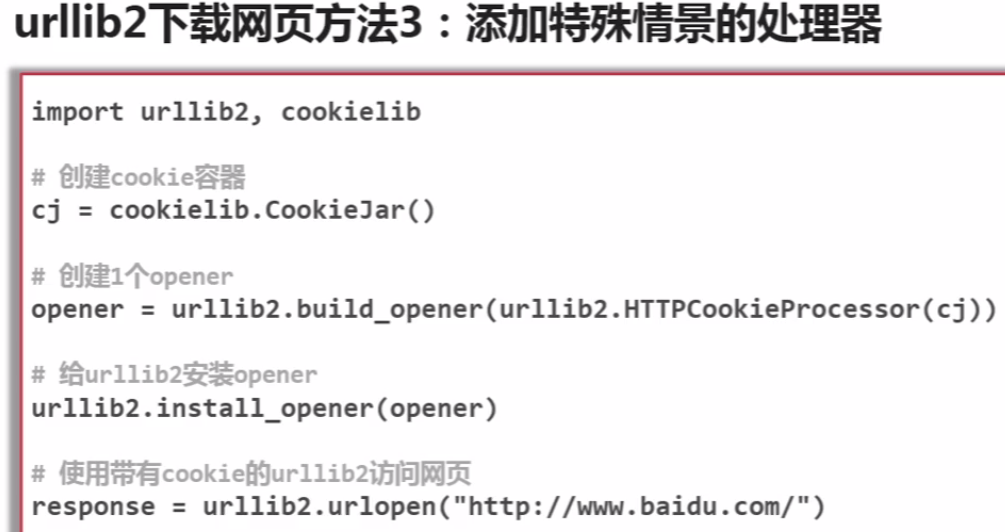 urllib2下载网页方法3：添加特殊情景的处理器
import urllib2, cookielib
# 创建cookie容器
cj = cookielib.CookieJar()
# 创建1个opener
opener = urllib2.build_opener(urllib2.HTTPCookieProcessor(cj))
# 给urllib2安装opener
urllib2.install_opener(opener)
# 使用带有cookie的urllib2访问网页
response = urllib2.urlopen("http://www.baidu.com/")